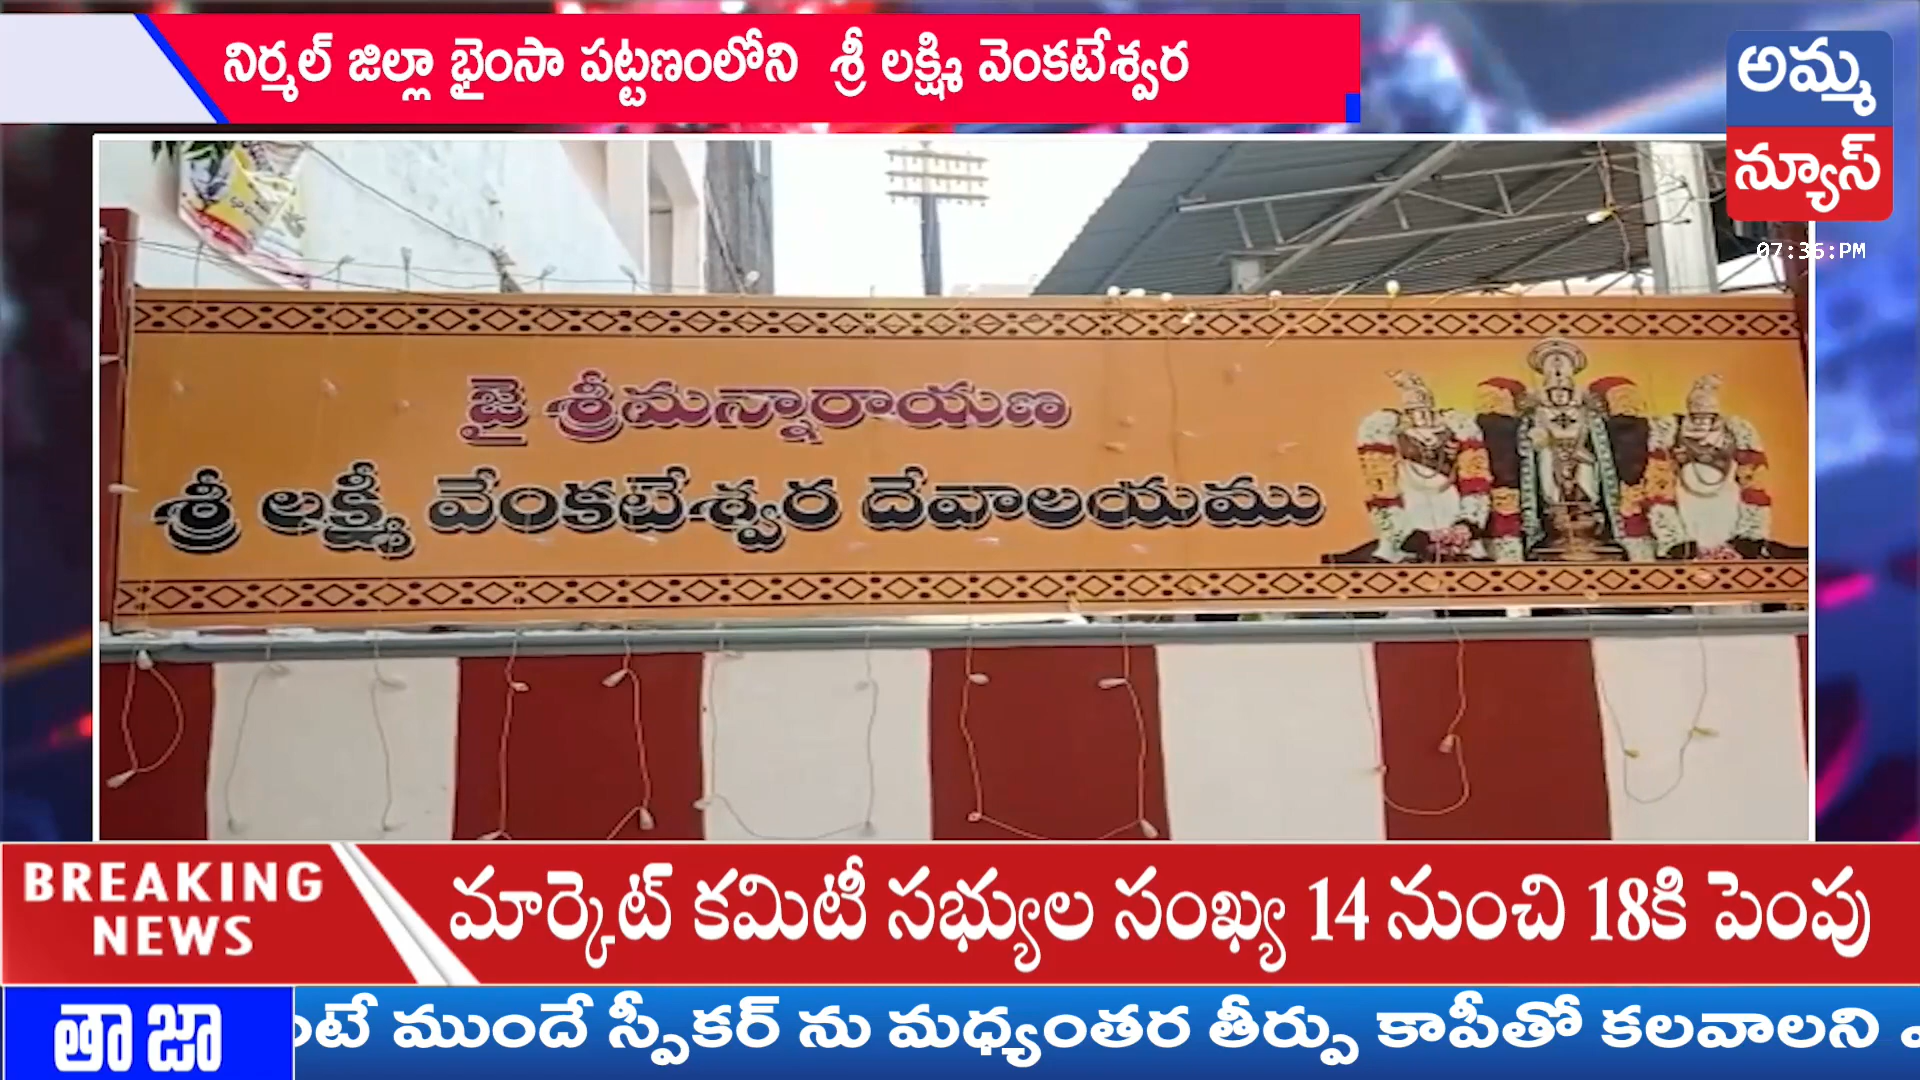 నిర్మల్ జిల్లా భైంసా పట్టణంలోని శ్రీ లక్ష్మి వెంకటేశ్వర
అమ్మ
న్యూస్
07:36:PM
జై శ్రీమన్నారాయణ
శ్రీ లక్ష్మీ వేంకటేశ్వర దేవాలయము
BREAKING
NEWS
మార్కెట్ కమిటీ సభ్యుల సంఖ్య 14 నుంచి 18కి పెంపు
తాజా
ముందే స్పీకర్ ను మధ్యంతర తీర్పు కాపీతో కలవాలని